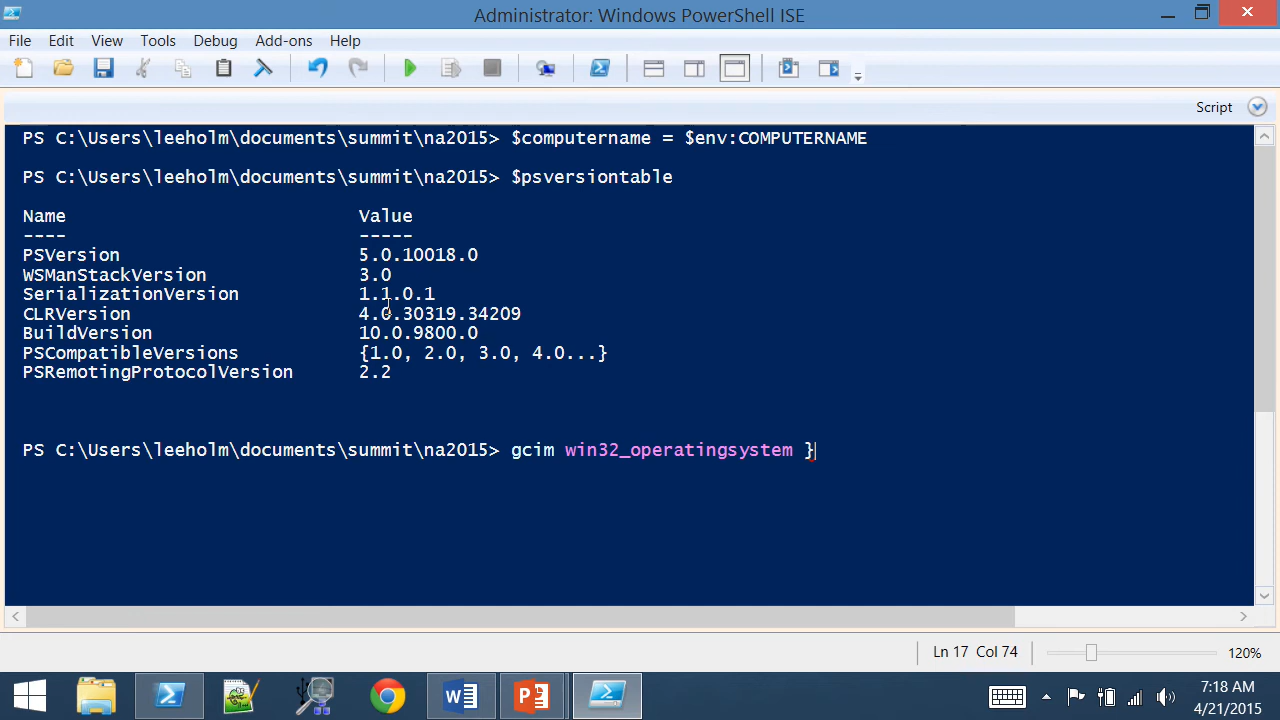 Administrator: Windows PowerShell ISE
File Edit View Tools Debug Add-ons Help
Script
PS C:\Users\leeholm\documents\summit\na2015> $computername = $env:COMPUTERNAME
PS C:\Users\leeholm\documents\summit\na2015> $psversiontable
Name Value
---- -----
PSVersion 5.0.10018.0
WSManStackVersion 3.0
SerializationVersion 1.1.0.1
CLRVersion 4.0.30319.34209
BuildVersion 10.0.9800.0
PSCompatibleVersions {1.0, 2.0, 3.0, 4.0...}
PSRemotingProtocolVersion 2.2
PS C:\Users\leeholm\documents\summit\na2015> gcim win32_operatingsystem }
Ln 17 Col 74 120%
7:18 AM
4/21/2015